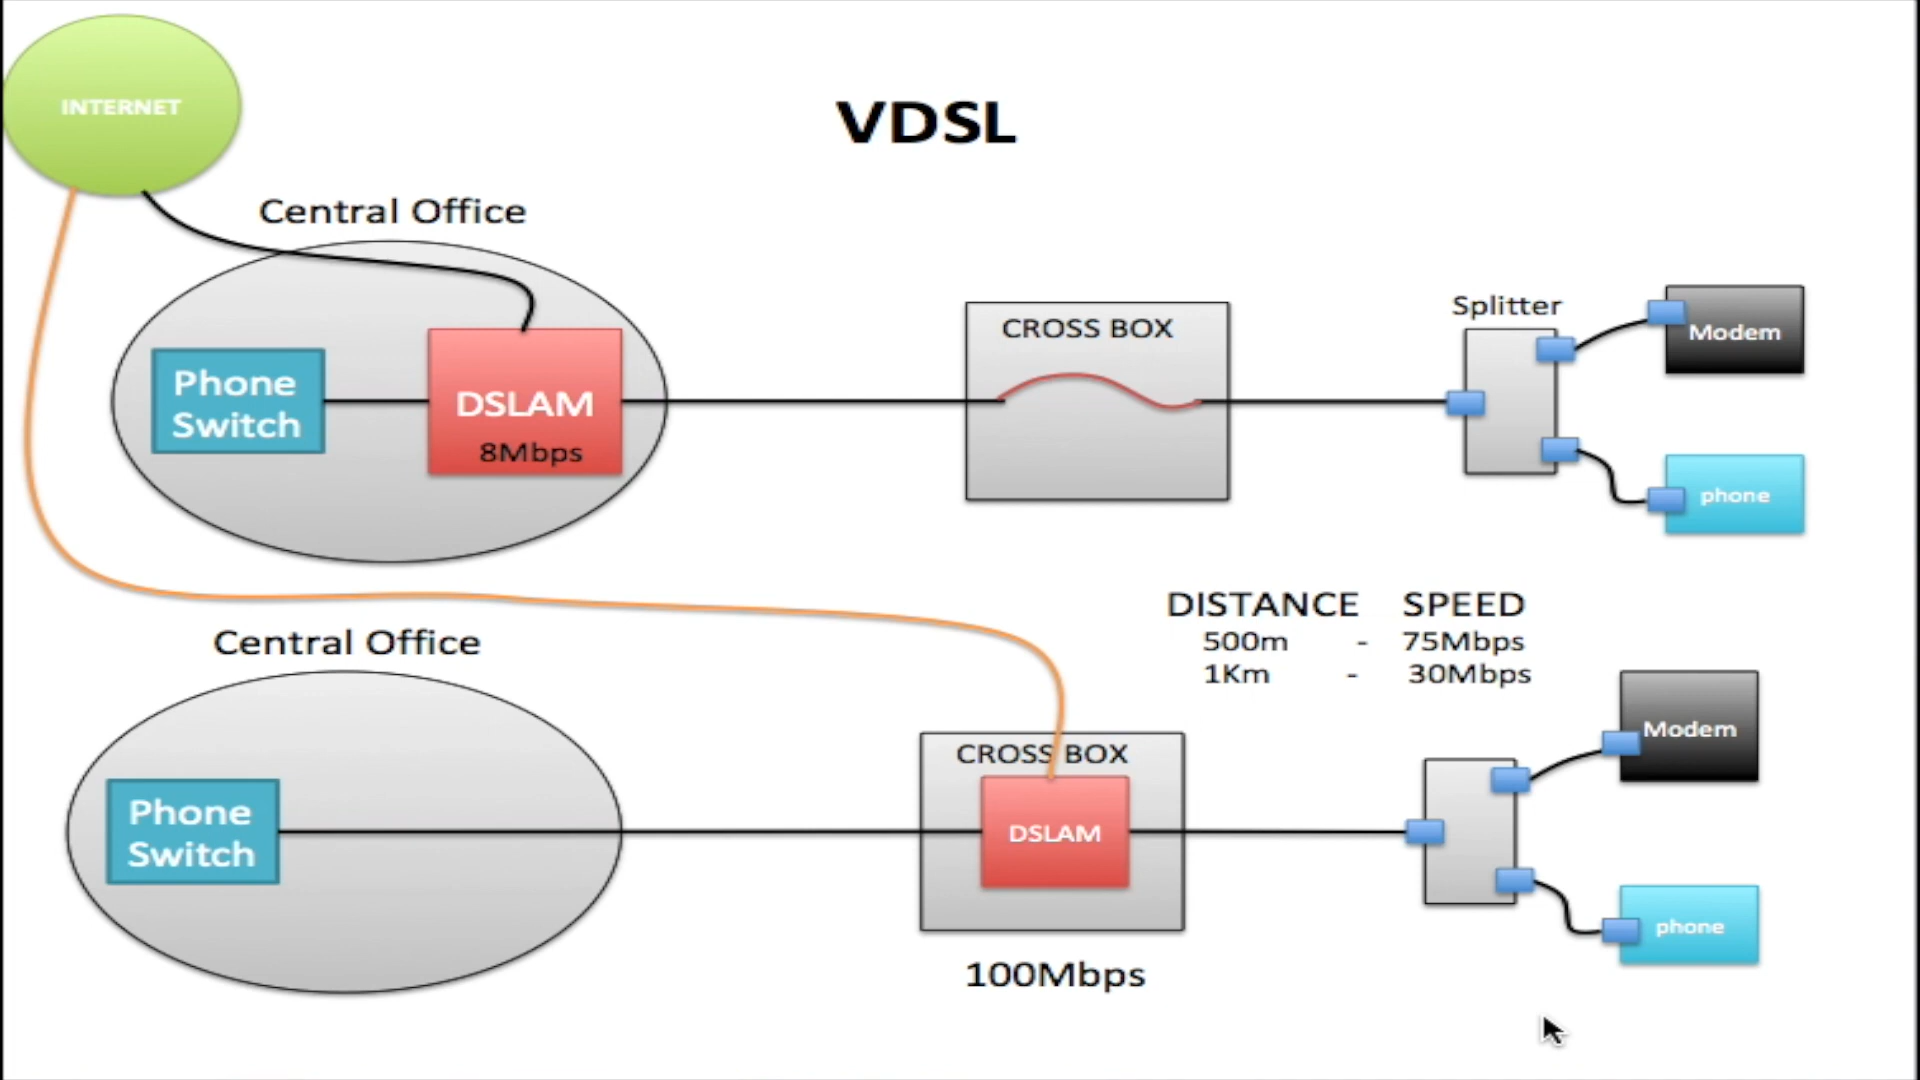 INTERNET
VDSL
Central Office
Phone
Switch
DSLAM
8Mbps
CROSS BOX
Splitter
Modem
phone
DISTANCE SPEED
500m - 75Mbps
1Km - 30Mbps
Central Office
Phone
Switch
CROSS BOX
DSLAM
100Mbps
Modem
phone